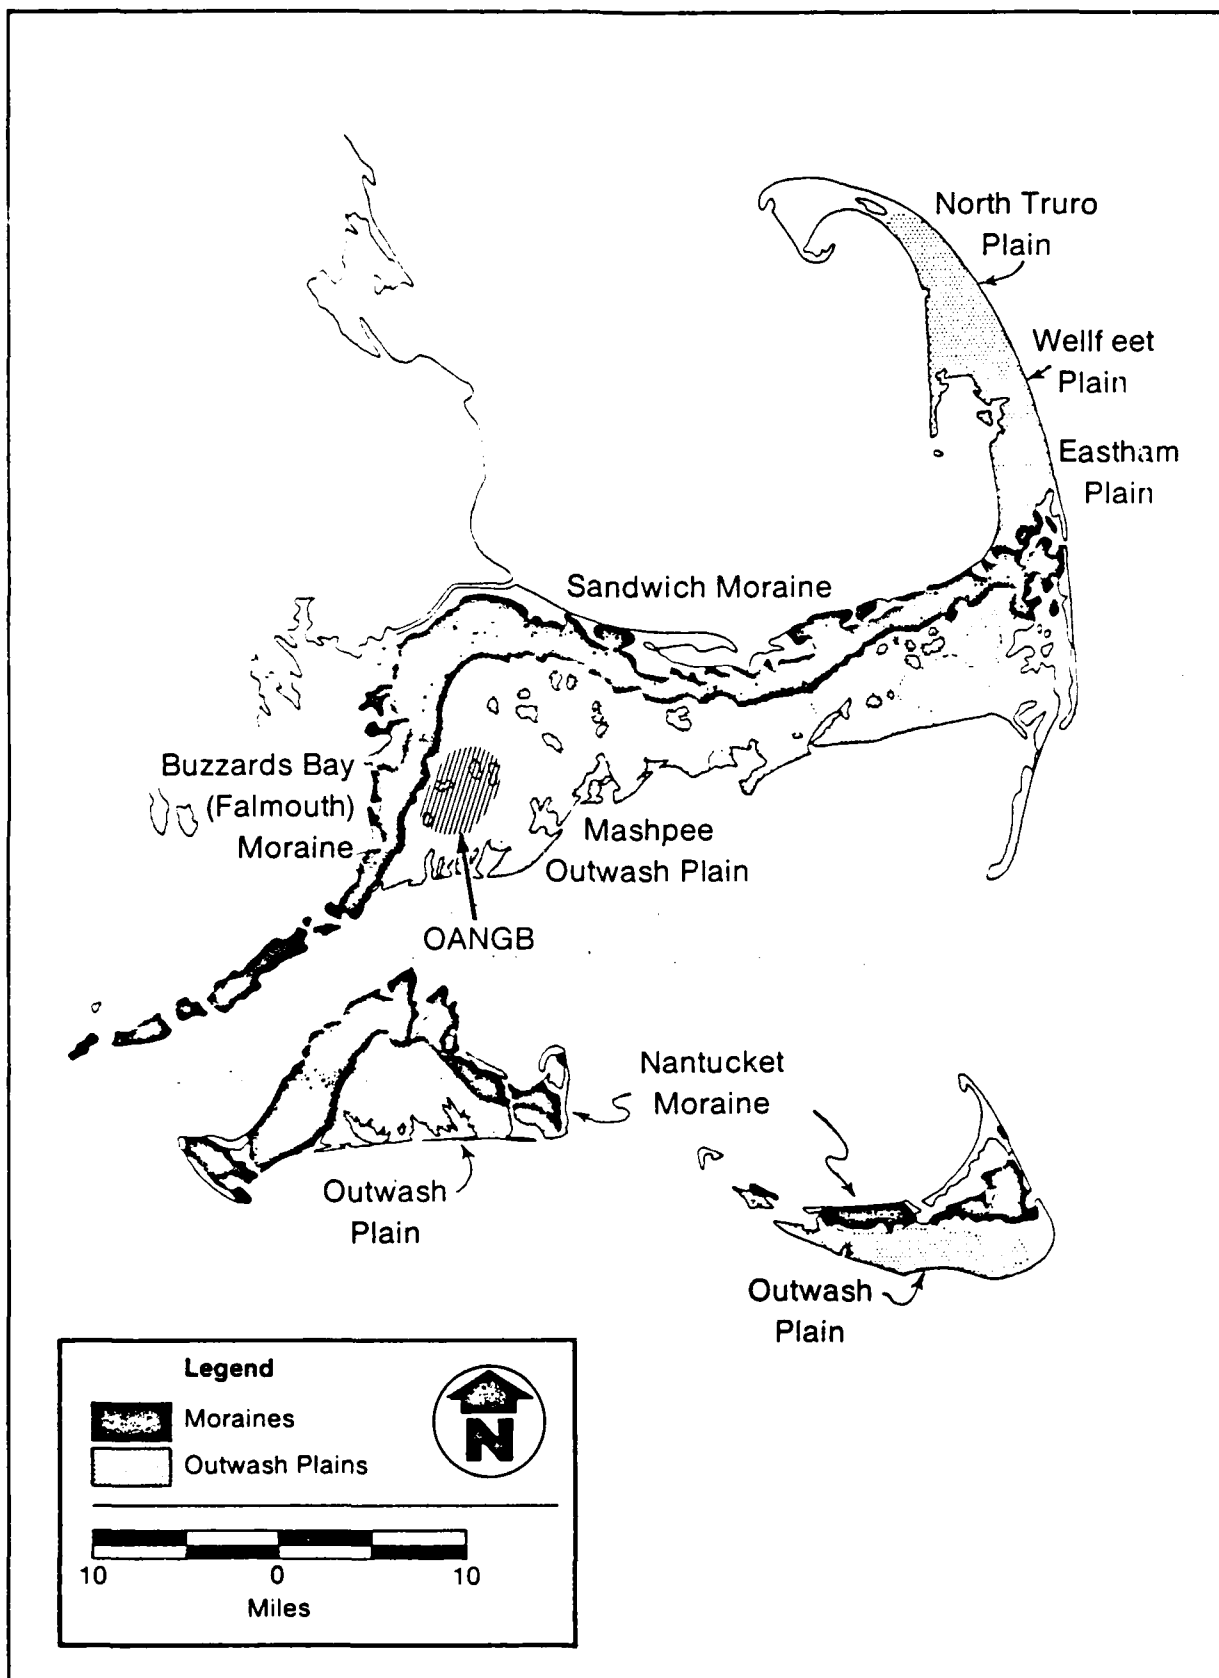 North Truro
Plain
Wellf eet
Plain
Eastham
Plain
Sandwich Moraine
Buzzards Bay
(Falmouth)
Moraine
Mashpee
Outwash Plain
OANGB
Nantucket
Moraine
Outwash
Plain
Outwash
Plain
Legend
Moraines
Outwash Plains
N
10 0 10
Miles